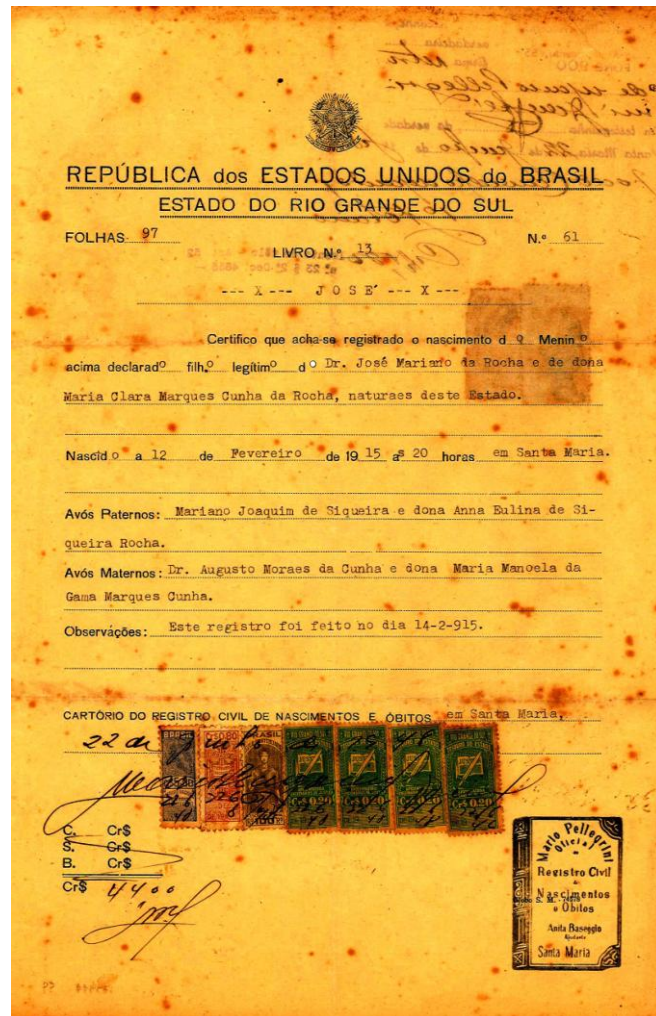 REPÚBLICA dos ESTADOS UNIDOS do BRASIL
ESTADO DO RIO GRANDE DO SUL
FOLHAS 97
N.º 61
LIVRO N.º 13
--- X --- JOSE' --- X ---
Certifico que acha-se registrado o nascimento d o Menino
acima declarado filho legítimo do Dr. José Mariano da Rocha e de dona
Maria Clara Marques Cunha da Rocha, naturaes deste Estado.
Nascido a 12 de Fevereiro de 1915 as 20 horas em Santa Maria.
Avós Paternos: Mariano Joaquim de Siqueira e dona Anna Eulina de Si-
queira Rocha.
Avós Maternos: Dr. Augusto Moraes da Cunha e dona Maria Manoela da
Gama Marques Cunha.
Observações: Este registro foi feito no dia 14-2-915.
CARTÓRIO DO REGISTRO CIVIL DE NASCIMENTOS E ÓBITOS em Santa Maria,
22 de
C. Cr$
S. Cr$
B. Cr$
Cr$ 44,00
Mario Pellegrini
Oficial
Registro Civil
de
Nascimentos
e Óbitos
Anita Baseggio
Ajudante
Santa Maria